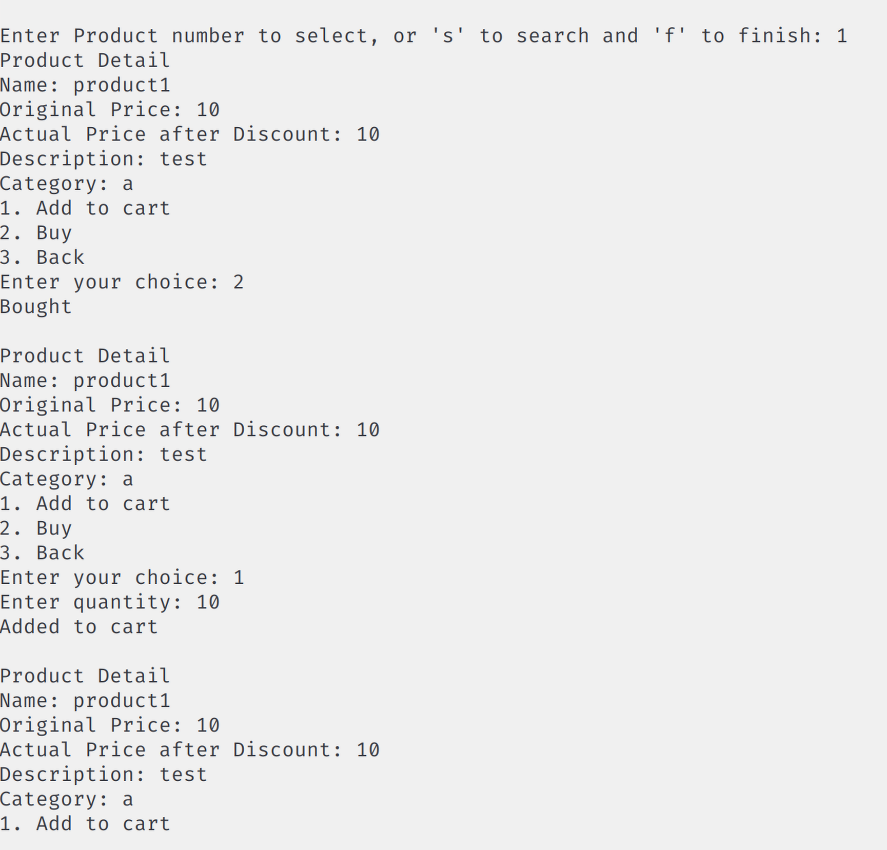 Enter Product number to select, or 's' to search and 'f' to finish: 1
Product Detail
Name: product1
Original Price: 10
Actual Price after Discount: 10
Description: test
Category: a
1. Add to cart
2. Buy
3. Back
Enter your choice: 2
Bought

Product Detail
Name: product1
Original Price: 10
Actual Price after Discount: 10
Description: test
Category: a
1. Add to cart
2. Buy
3. Back
Enter your choice: 1
Enter quantity: 10
Added to cart

Product Detail
Name: product1
Original Price: 10
Actual Price after Discount: 10
Description: test
Category: a
1. Add to cart